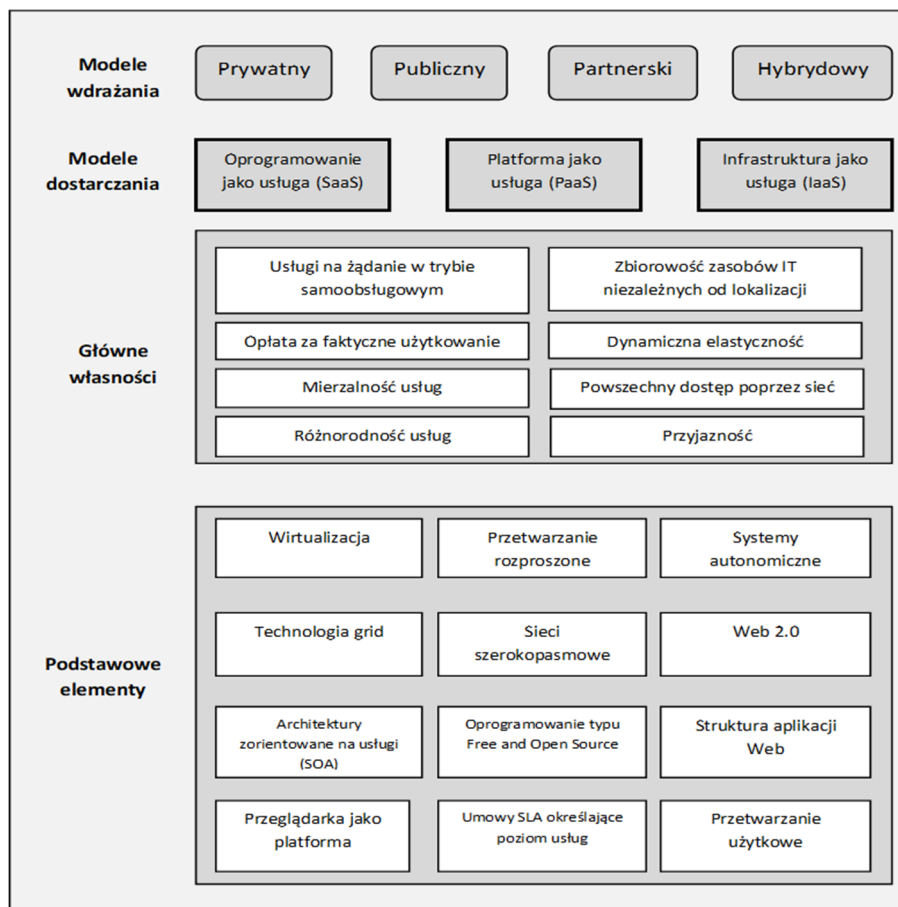 Modele
wdrażania
Prywatny
Publiczny
Partnerski
Hybrydowy
Modele
dostarczania
Oprogramowanie
jako usługa (SaaS)
Platforma jako
usługa (PaaS)
Infrastruktura jako
usługa (IaaS)
Główne
własności
Usługi na żądanie w trybie
samoobsługowym
Zbiorowość zasobów IT
niezależnych od lokalizacji
Opłata za faktyczne użytkowanie
Dynamiczna elastyczność
Mierzalność usług
Powszechny dostęp poprzez sieć
Różnorodność usług
Przyjazność
Podstawowe
elementy
Wirtualizacja
Przetwarzanie
rozproszone
Systemy
autonomiczne
Technologia grid
Sieci
szerokopasmowe
Web 2.0
Architektury
zorientowane na usługi
(SOA)
Oprogramowanie typu
Free and Open Source
Struktura aplikacji
Web
Przeglądarka jako
platforma
Umowy SLA określające
poziom usług
Przetwarzanie
użytkowe